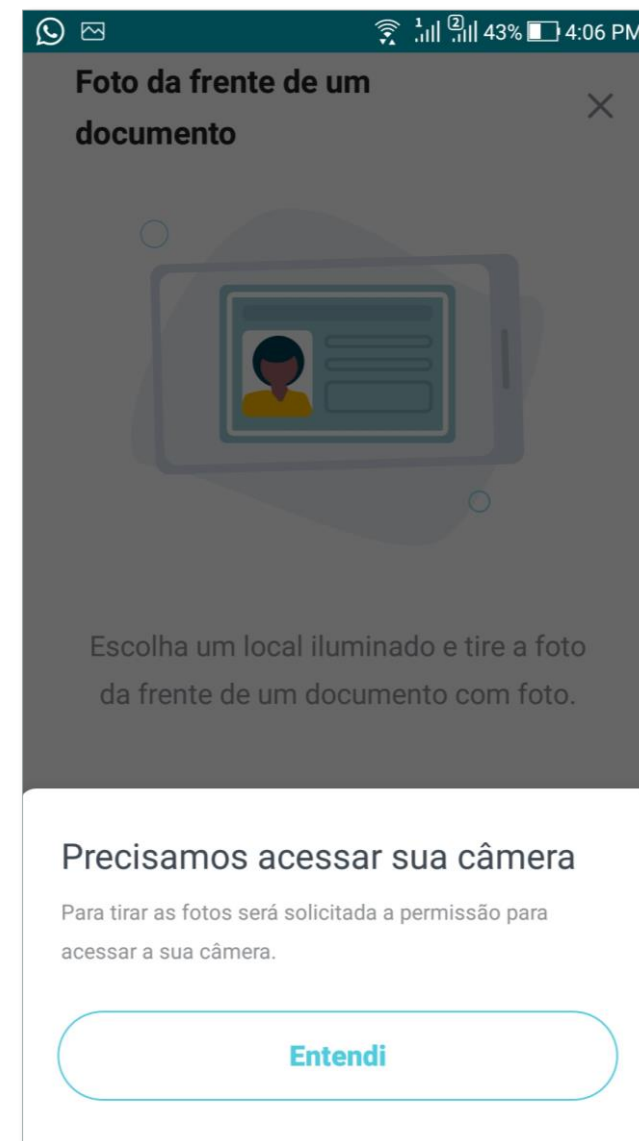 1 2 43% 4:06 PM
Foto da frente de um
documento
Escolha um local iluminado e tire a foto
da frente de um documento com foto.
Precisamos acessar sua câmera
Para tirar as fotos será solicitada a permissão para
acessar a sua câmera.
Entendi